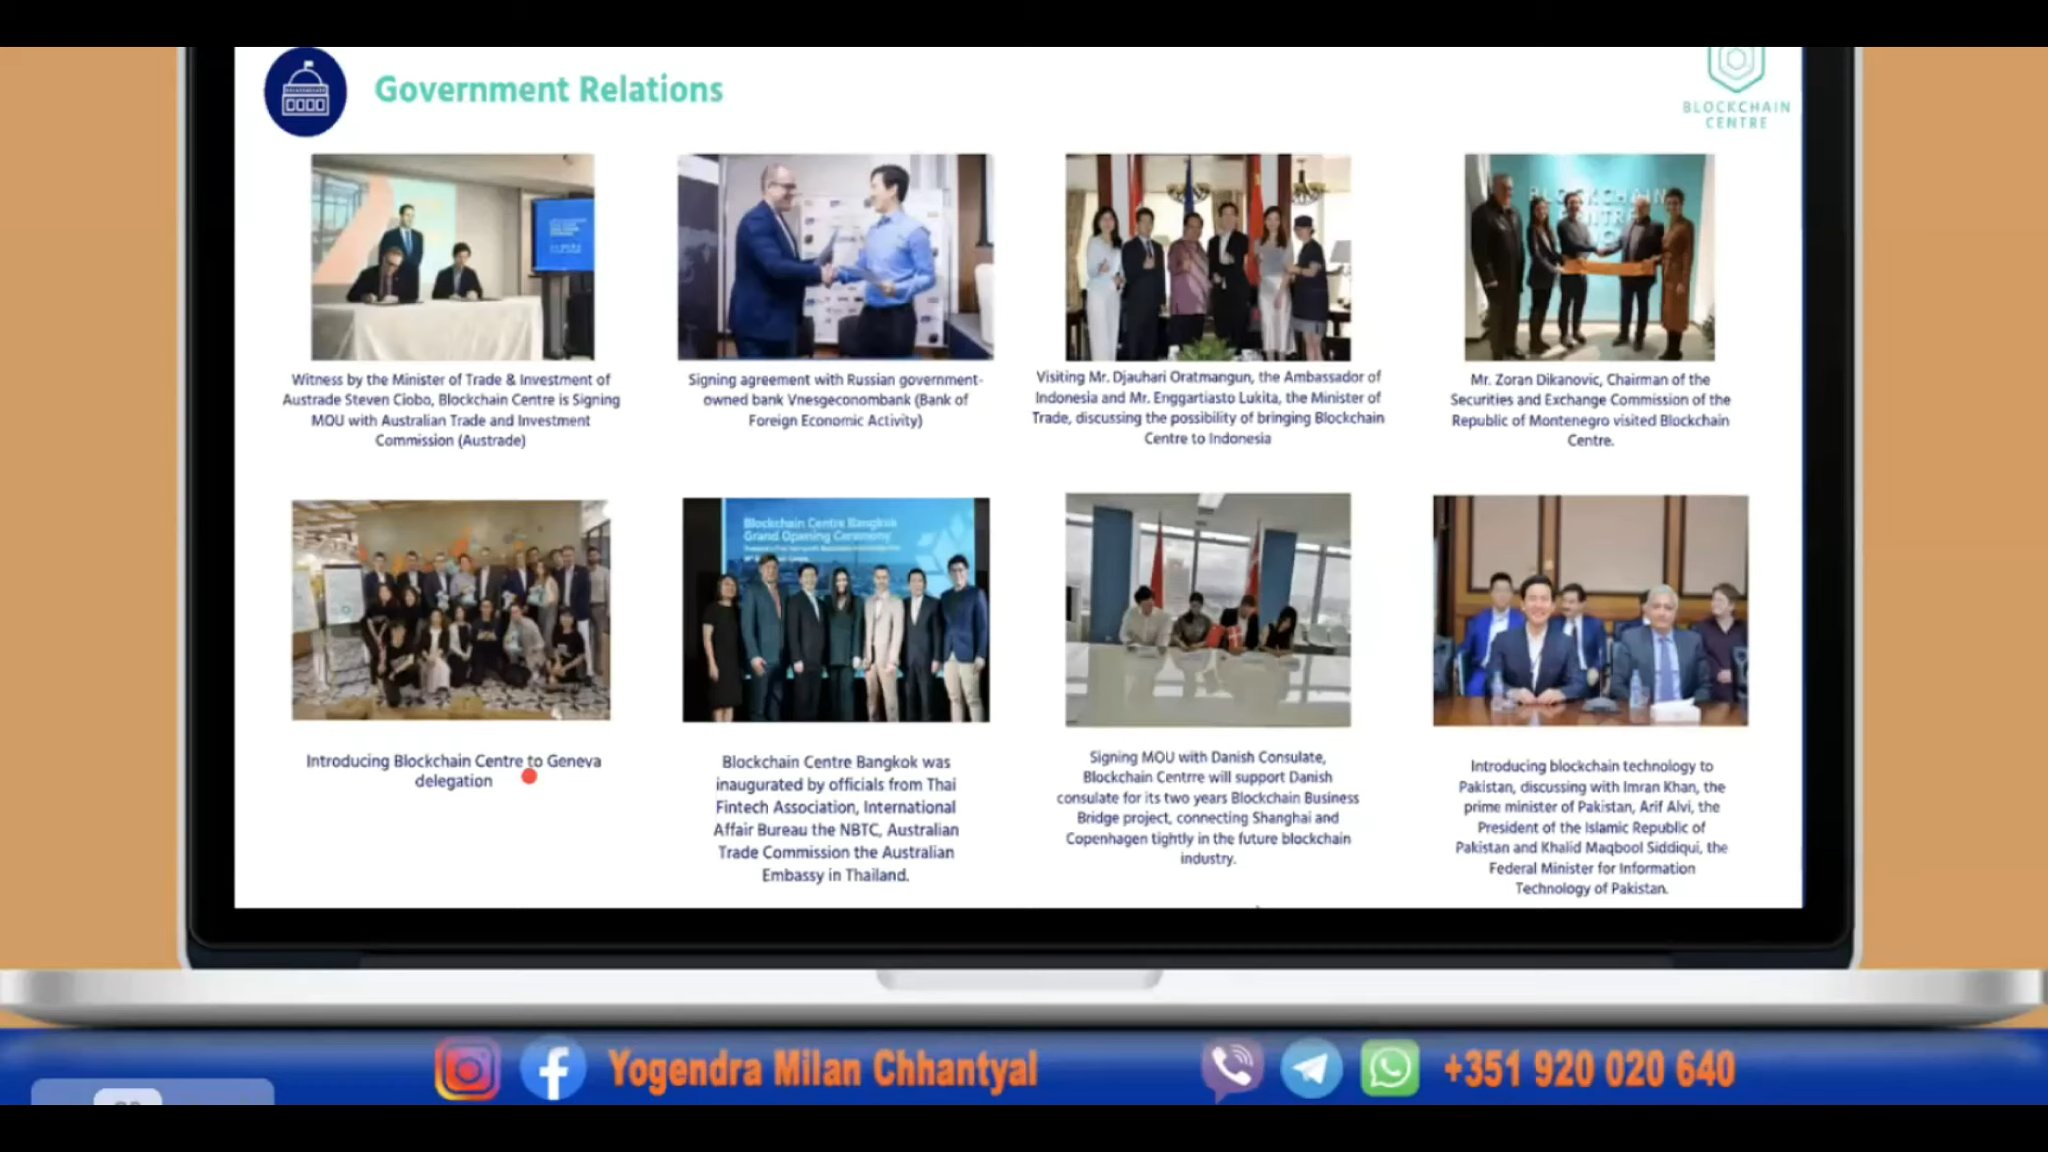 Government Relations
BLOCKCHAIN
CENTRE
Witness by the Minister of Trade & Investment of
Austrade Steven Ciobo, Blockchain Centre is Signing
MOU with Australian Trade and Investment
Commission (Austrade)
Signing agreement with Russian government-
owned bank Vnesgeconombank (Bank of
Foreign Economic Activity)
Visiting Mr. Djauhari Oratmangun, the Ambassador of
Indonesia and Mr. Enggartiasto Lukita, the Minister of
Trade, discussing the possibility of bringing Blockchain
Centre to Indonesia
BLOCKCHAIN
CENTRE
Mr. Zoran Dikanovic, Chairman of the
Securities and Exchange Commission of the
Republic of Montenegro visited Blockchain
Centre.
Introducing Blockchain Centre to Geneva
delegation
Blockchain Centre Bangkok
Grand Opening Ceremony
Blockchain Centre Bangkok was
inaugurated by officials from Thai
Fintech Association, International
Affair Bureau the NBTC, Australian
Trade Commission the Australian
Embassy in Thailand.
Signing MOU with Danish Consulate,
Blockchain Centrre will support Danish
consulate for its two years Blockchain Business
Bridge project, connecting Shanghai and
Copenhagen tightly in the future blockchain
industry.
Introducing blockchain technology to
Pakistan, discussing with Imran Khan, the
prime minister of Pakistan, Arif Alvi, the
President of the Islamic Republic of
Pakistan and Khalid Maqbool Siddiqui, the
Federal Minister for Information
Technology of Pakistan.
Yogendra Milan Chhantyal
+351 920 020 640